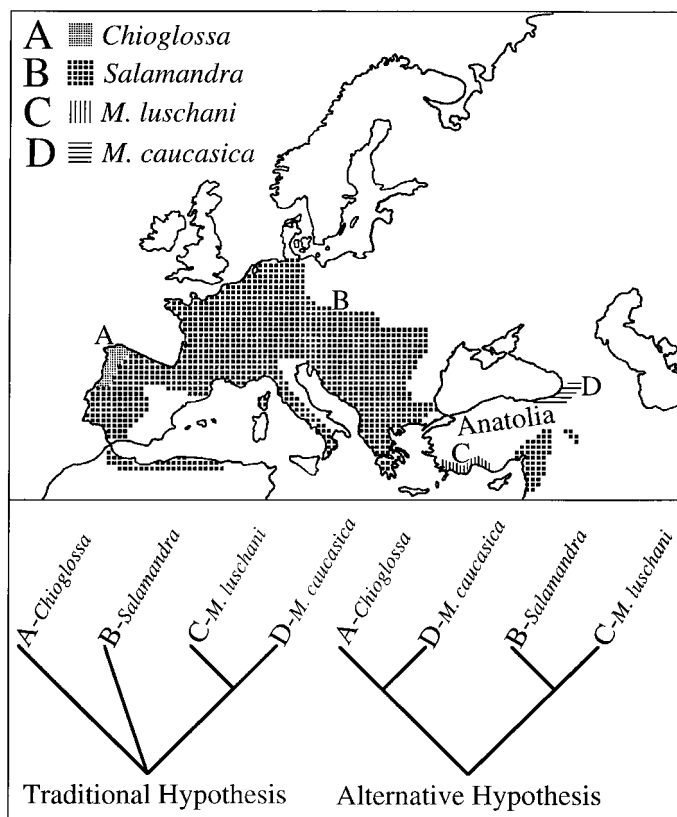 A Chioglossa
B Salamandra
C M. luschani
D M. caucasica
B
A
D
Anatolia
C
A-Chioglossa
B-Salamandra
C-M. luschani
D-M. caucasica
A-Chioglossa
D-M. caucasica
B-Salamandra
C-M. luschani
Traditional Hypothesis
Alternative Hypothesis